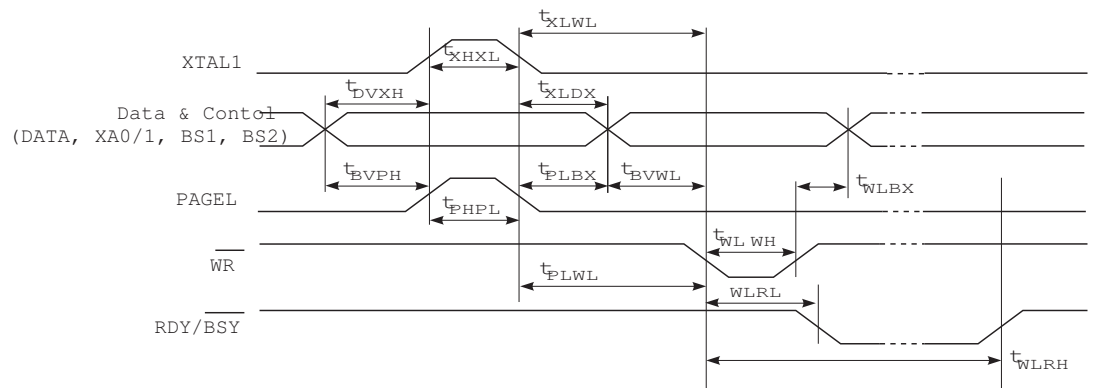 tXLWL
XTAL1
tXHXL
tDVXH
tXLDX
Data & Contol
(DATA, XA0/1, BS1, BS2)
tBVPH
tPLBX
tBVWL
tWLBX
PAGEL
tPHPL
tWL WH
WR
tPLWL
WLRL
RDY/BSY
tWLRH